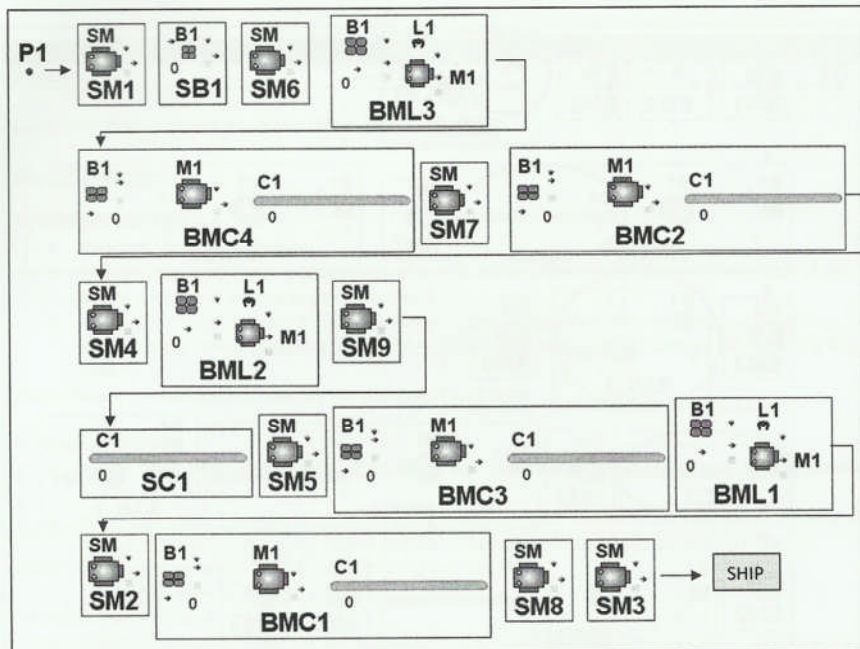 P1
SM
SM1
B1
0
SB1
SM
SM6
B1
L1
0
M1
BML3
B1
M1
C1
0
0
BMC4
SM
SM7
B1
M1
C1
0
0
BMC2
SM
SM4
B1
L1
0
M1
BML2
SM
SM9
C1
0
SC1
SM
SM5
B1
M1
C1
0
0
BMC3
B1
L1
0
M1
BML1
SM
SM2
B1
M1
C1
0
0
BMC1
SM
SM8
SM
SM3
SHIP